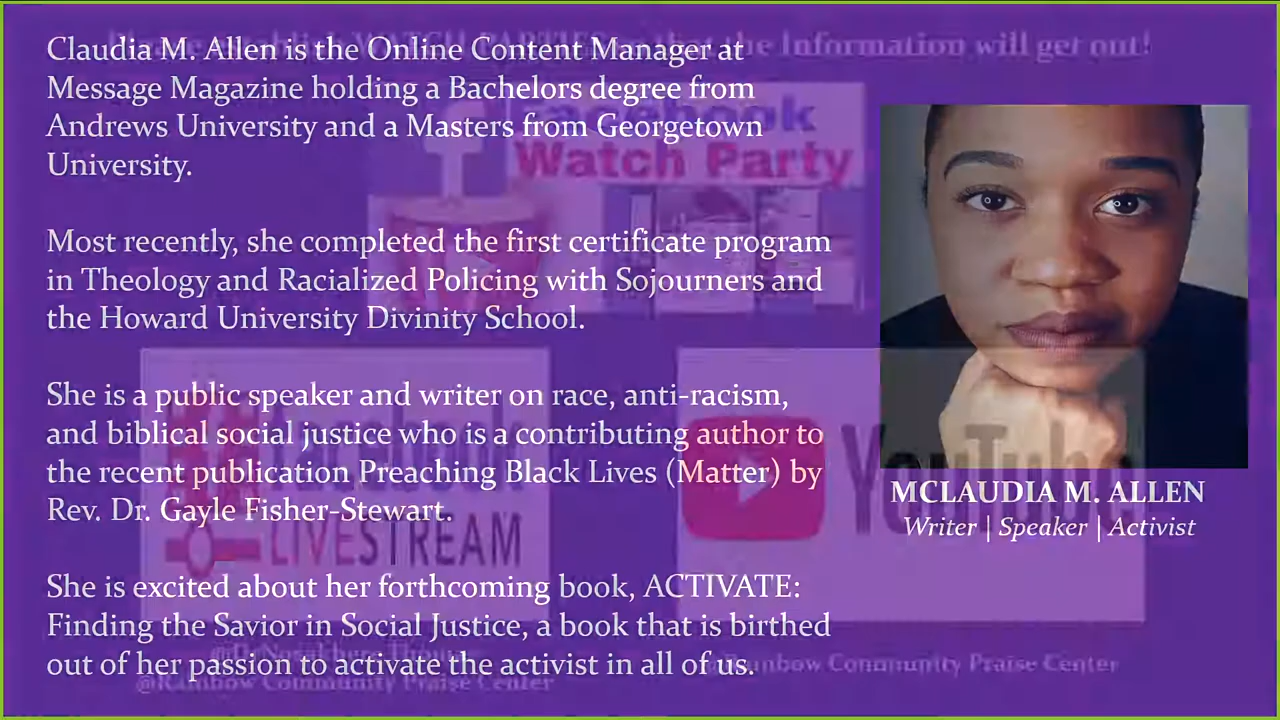 Claudia M. Allen is the Online Content Manager at
Message Magazine holding a Bachelors degree from
Andrews University and a Masters from Georgetown
University.
Most recently, she completed the first certificate program
in Theology and Racialized Policing with Sojourners and
the Howard University Divinity School.
She is a public speaker and writer on race, anti-racism,
and biblical social justice who is a contributing author to
the recent publication Preaching Black Lives (Matter) by
Rev. Dr. Gayle Fisher-Stewart.
She is excited about her forthcoming book, ACTIVATE:
Finding the Savior in Social Justice, a book that is birthed
out of her passion to activate the activist in all of us.
MCLAUDIA M. ALLEN
Writer | Speaker | Activist
the Information will get out!
Facebook
Watch Party
LIVESTREAM
YouTube
@Rainbow Community Praise Center
@Rainbow Community Praise Center